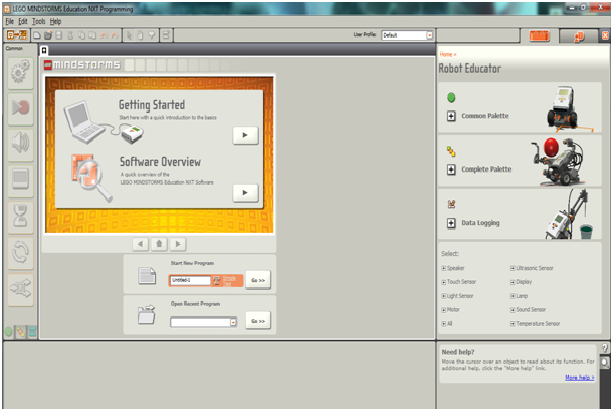 LEGO MINDSTORMS Education NXT Programming
File Edit Tools Help
User Profile: Default
Common
MINDSTORMS
Getting Started
Start here with a quick introduction to the basics
Software Overview
A quick overview of the
LEGO MINDSTORMS Education NXT Software
Start New Program
Untitled-1
Go >>
Open Recent Program
Go >>
Home »
Robot Educator
Common Palette
Complete Palette
Data Logging
Select:
Speaker
Ultrasonic Sensor
Touch Sensor
Display
Light Sensor
Lamp
Motor
Sound Sensor
All
Temperature Sensor
Need help?
Move the cursor over an object to read about its function. For
additional help, click the "More help" link.
More help »